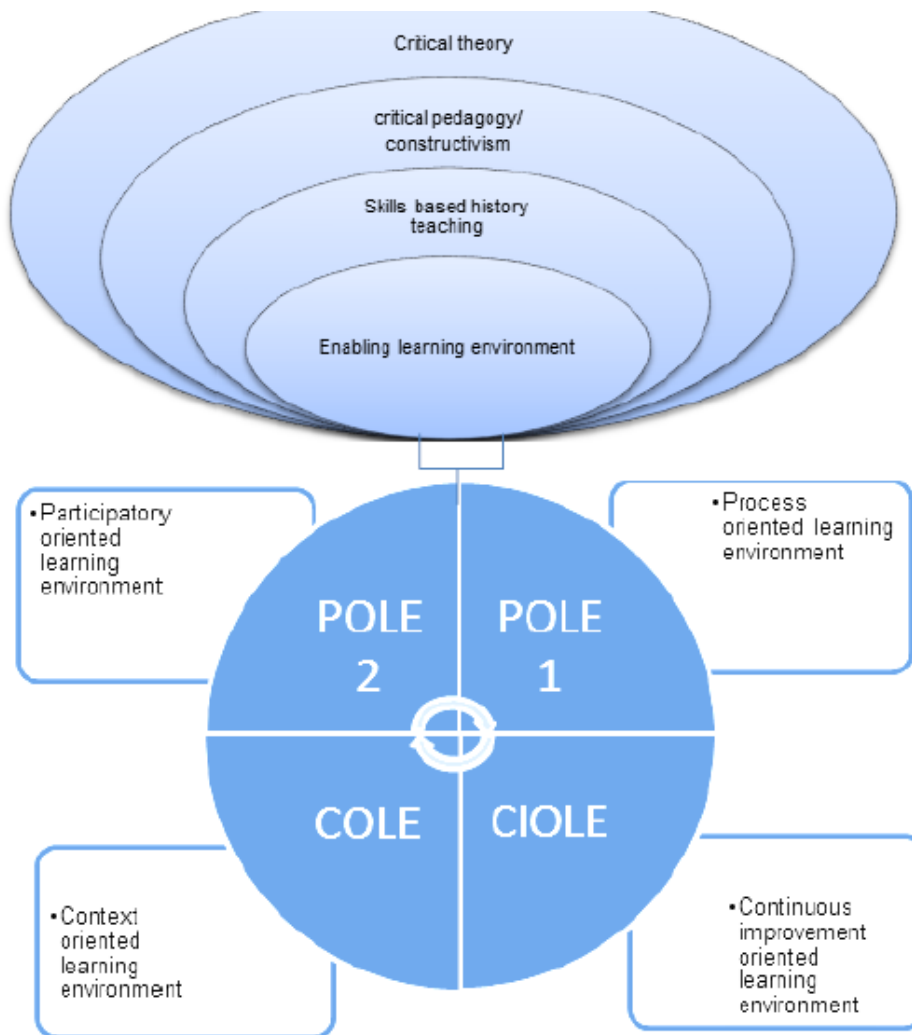 Critical theory
critical pedagogy/
constructivism
Skills based history
teaching
Enabling learning environment
•Participatory
oriented
learning
environment
•Process
oriented learning
environment
POLE
2
POLE
1
COLE
CIOLE
•Context
oriented
learning
environment
•Continuous
improvement
oriented
learning
environment